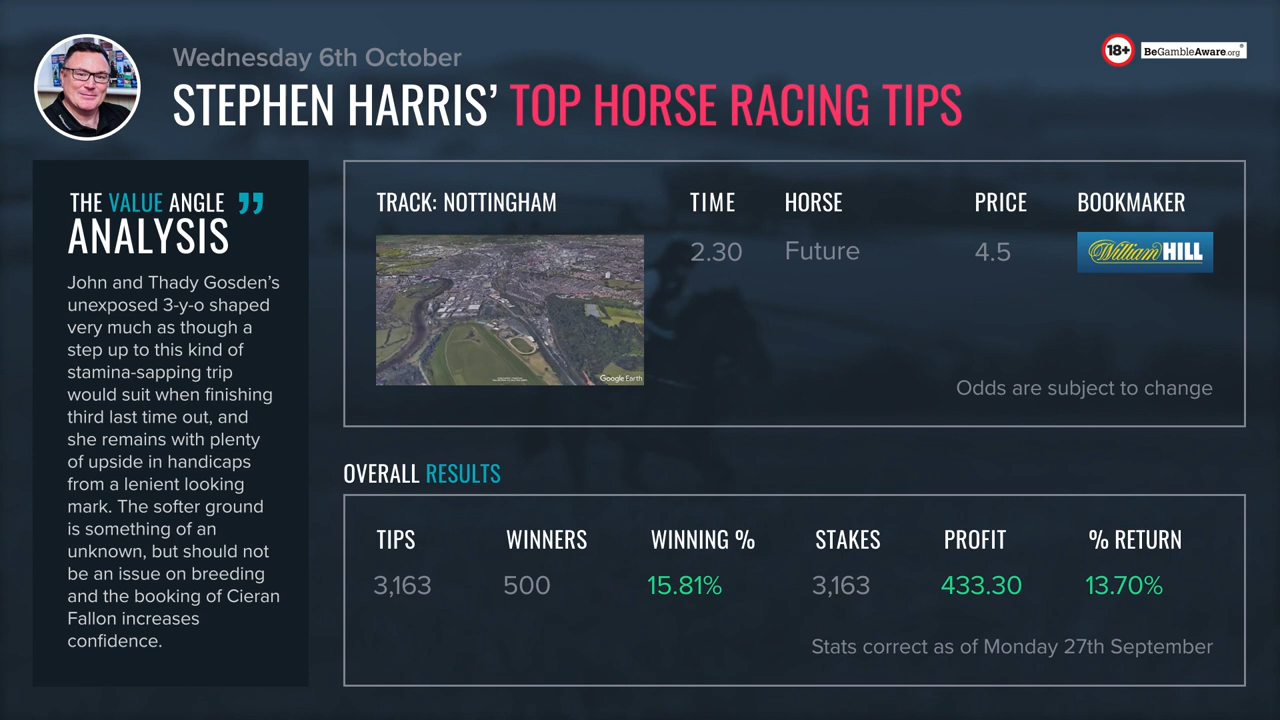 Wednesday 6th October
STEPHEN HARRIS’ TOP HORSE RACING TIPS
18+
BeGambleAware.org®
THE VALUE ANGLE ”
ANALYSIS
John and Thady Gosden’s
unexposed 3-y-o shaped
very much as though a
step up to this kind of
stamina-sapping trip
would suit when finishing
third last time out, and
she remains with plenty
of upside in handicaps
from a lenient looking
mark. The softer ground
is something of an
unknown, but should not
be an issue on breeding
and the booking of Cieran
Fallon increases
confidence.
TRACK: NOTTINGHAM TIME HORSE PRICE BOOKMAKER
2.30 Future 4.5 William HILL
Google Earth
Odds are subject to change
OVERALL RESULTS
TIPS WINNERS WINNING % STAKES PROFIT % RETURN
3,163 500 15.81% 3,163 433.30 13.70%
Stats correct as of Monday 27th September